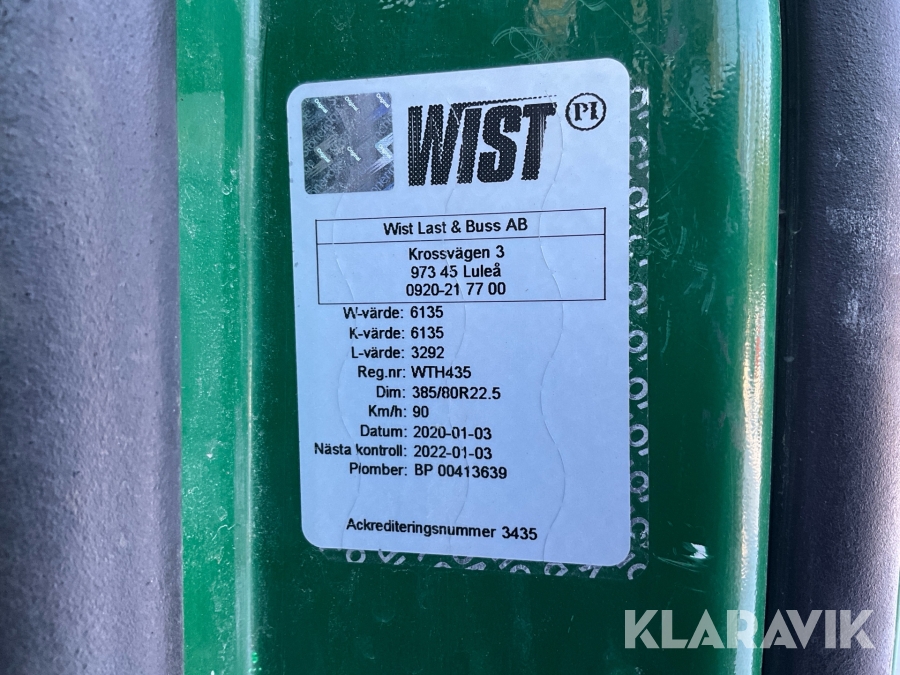 WIST PI
Wist Last & Buss AB
Krossvägen 3
973 45 Luleå
0920-21 77 00
W-värde: 6135
K-värde: 6135
L-värde: 3292
Reg.nr: WTH435
Dim: 385/80R22.5
Km/h: 90
Datum: 2020-01-03
Nästa kontroll: 2022-01-03
Plomber: BP 00413639
Ackrediteringsnummer 3435
KLARAVIK